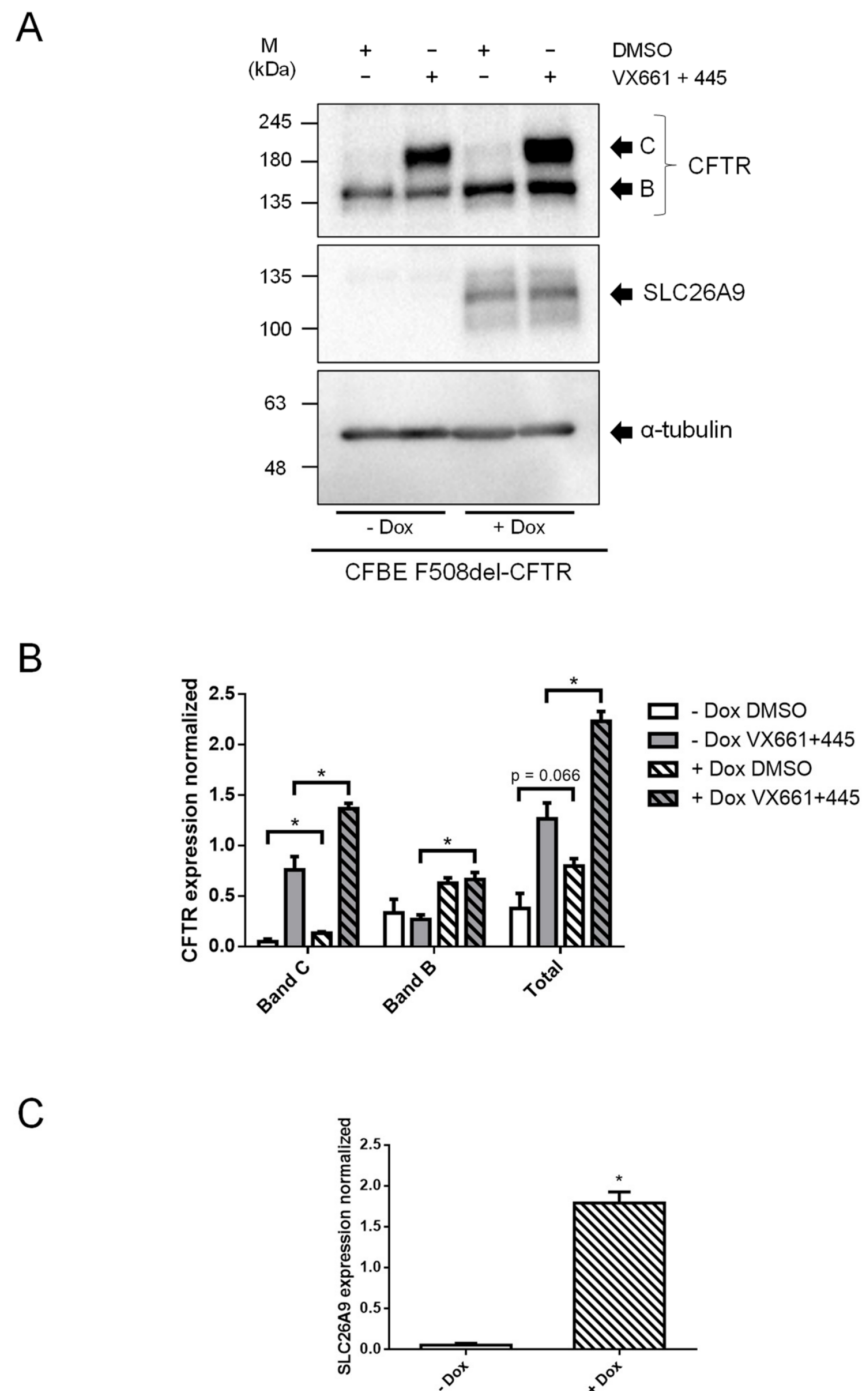 A
M
(kDa)
+ − + − DMSO
− + − + VX661 + 445
245
180
135
C
B
CFTR
135
100
SLC26A9
63
48
α-tubulin
- Dox + Dox
CFBE F508del-CFTR
B
CFTR expression normalized
2.5
2.0
1.5
1.0
0.5
0.0
*
*
*
p = 0.066
*
Band C
Band B
Total
- Dox DMSO
- Dox VX661+445
+ Dox DMSO
+ Dox VX661+445
C
SLC26A9 expression normalized
2.5
2.0
1.5
1.0
0.5
0.0
*
- Dox
+ Dox